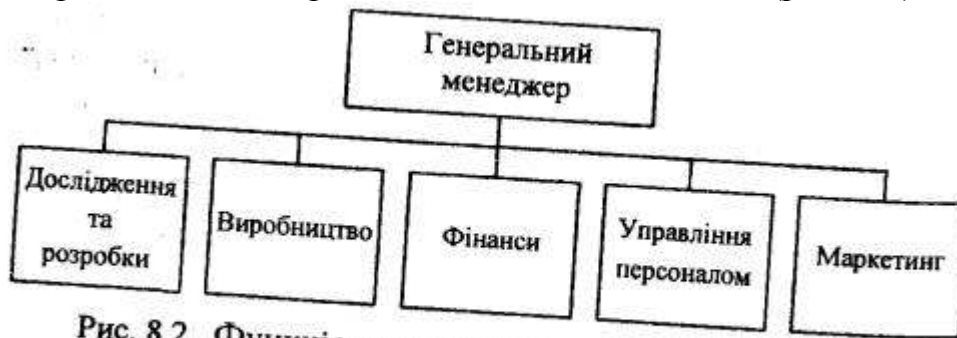 Генеральний
менеджер
Дослідження
та
розробки
Виробництво
Фінанси
Управління
персоналом
Маркетинг
Рис. 8.2